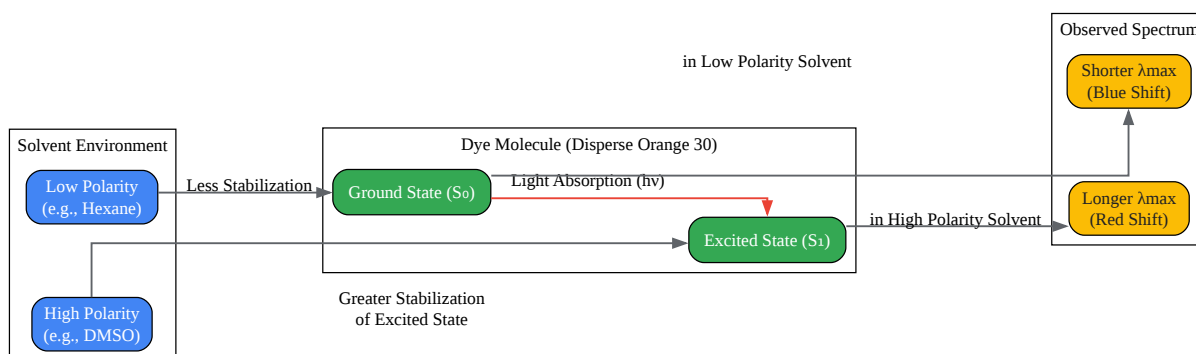 Solvent Environment
Low Polarity
(e.g., Hexane)
High Polarity
(e.g., DMSO)
Less Stabilization
Dye Molecule (Disperse Orange 30)
Ground State (S₀)
Light Absorption (hν)
Excited State (S₁)
Greater Stabilization
of Excited State
in Low Polarity Solvent
in High Polarity Solvent
Observed Spectrum
Shorter λmax
(Blue Shift)
Longer λmax
(Red Shift)